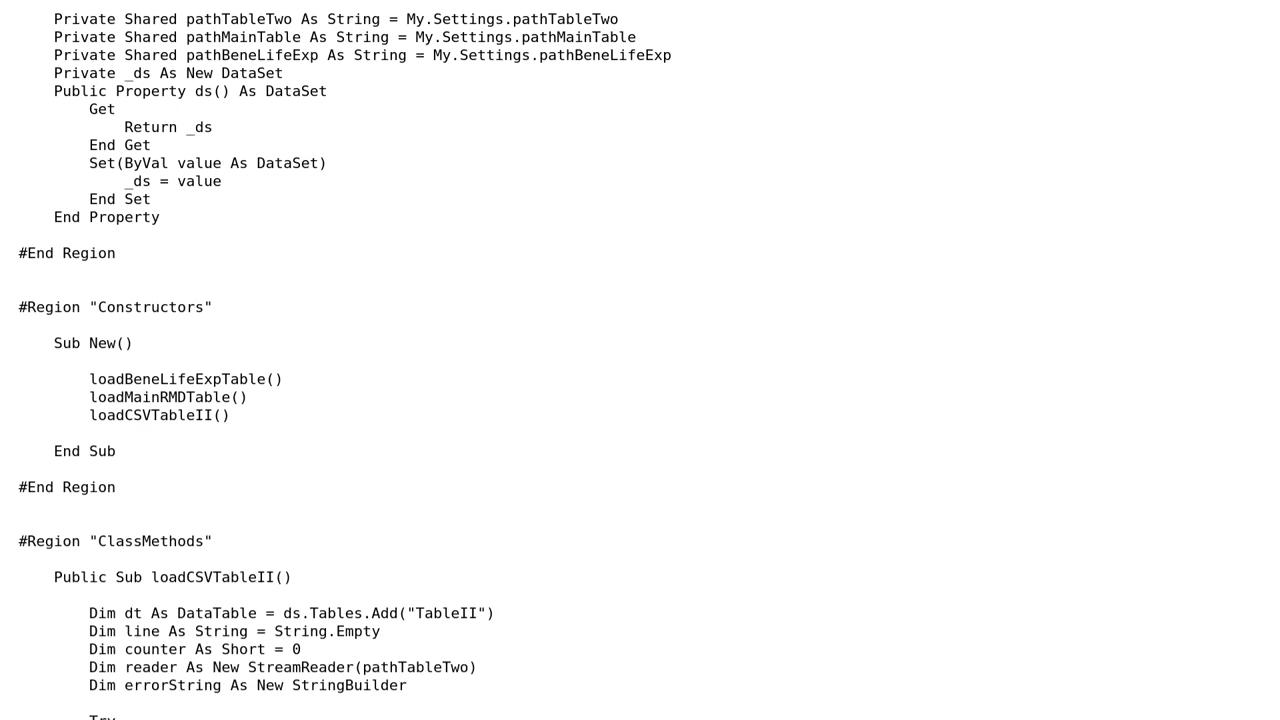 Private Shared pathTableTwo As String = My.Settings.pathTableTwo
Private Shared pathMainTable As String = My.Settings.pathMainTable
Private Shared pathBeneLifeExp As String = My.Settings.pathBeneLifeExp
Private _ds As New DataSet
Public Property ds() As DataSet
Get
Return _ds
End Get
Set(ByVal value As DataSet)
_ds = value
End Set
End Property
#End Region
#Region "Constructors"
Sub New()
loadBeneLifeExpTable()
loadMainRMDTable()
loadCSVTableII()
End Sub
#End Region
#Region "ClassMethods"
Public Sub loadCSVTableII()
Dim dt As DataTable = ds.Tables.Add("TableII")
Dim line As String = String.Empty
Dim counter As Short = 0
Dim reader As New StreamReader(pathTableTwo)
Dim errorString As New StringBuilder
Try